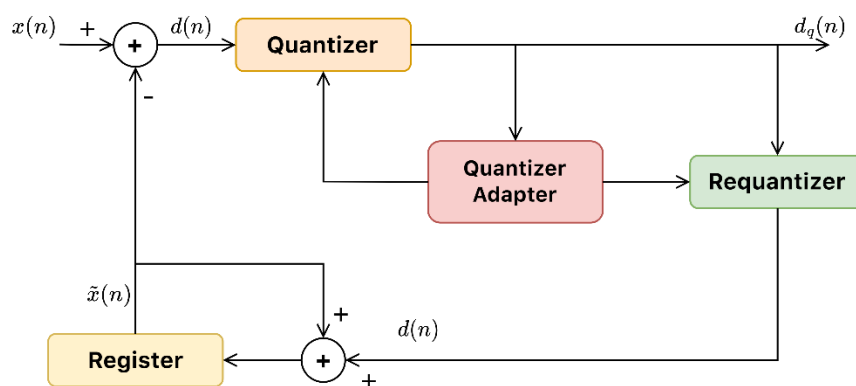 x(n)
+
+
d(n)
Quantizer
d_q(n)
-
Quantizer
Adapter
Requantizer
x̃(n)
+
d(n)
Register
+
+